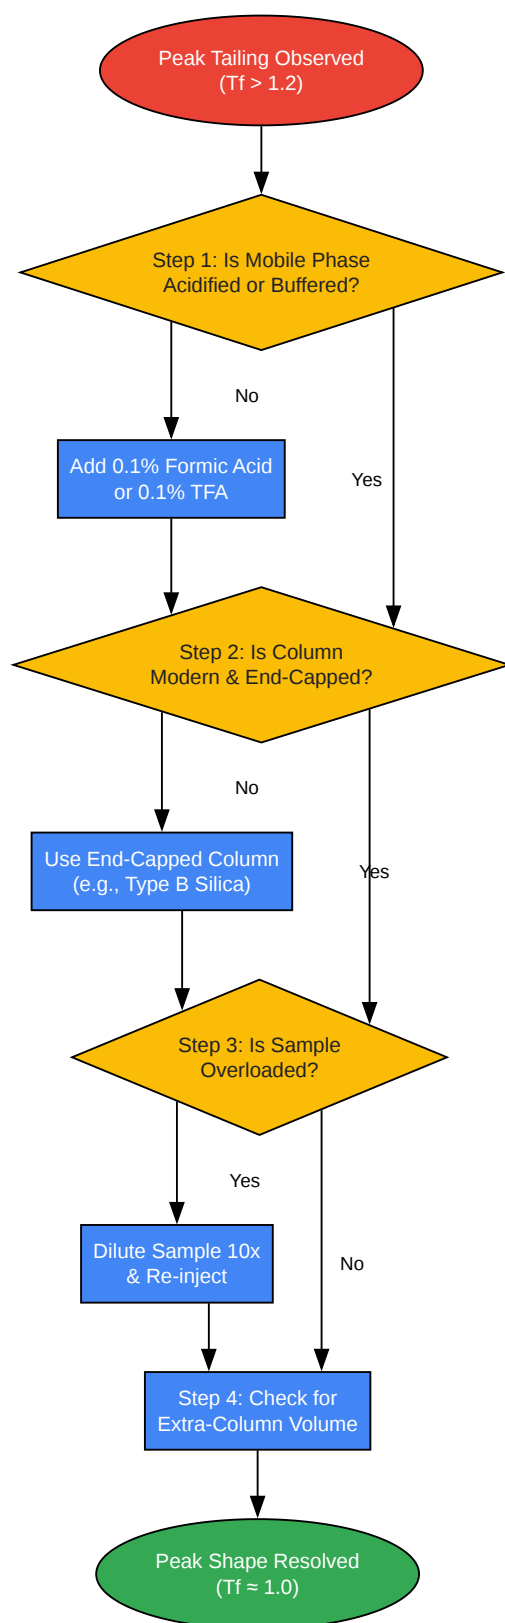 Peak Tailing Observed
(Tf > 1.2)
Step 1: Is Mobile Phase
Acidified or Buffered?
No
Add 0.1% Formic Acid
or 0.1% TFA
Yes
Step 2: Is Column
Modern & End-Capped?
No
Use End-Capped Column
(e.g., Type B Silica)
Yes
Step 3: Is Sample
Overloaded?
Yes
Dilute Sample 10x
& Re-inject
No
Step 4: Check for
Extra-Column Volume
Peak Shape Resolved
(Tf ≈ 1.0)